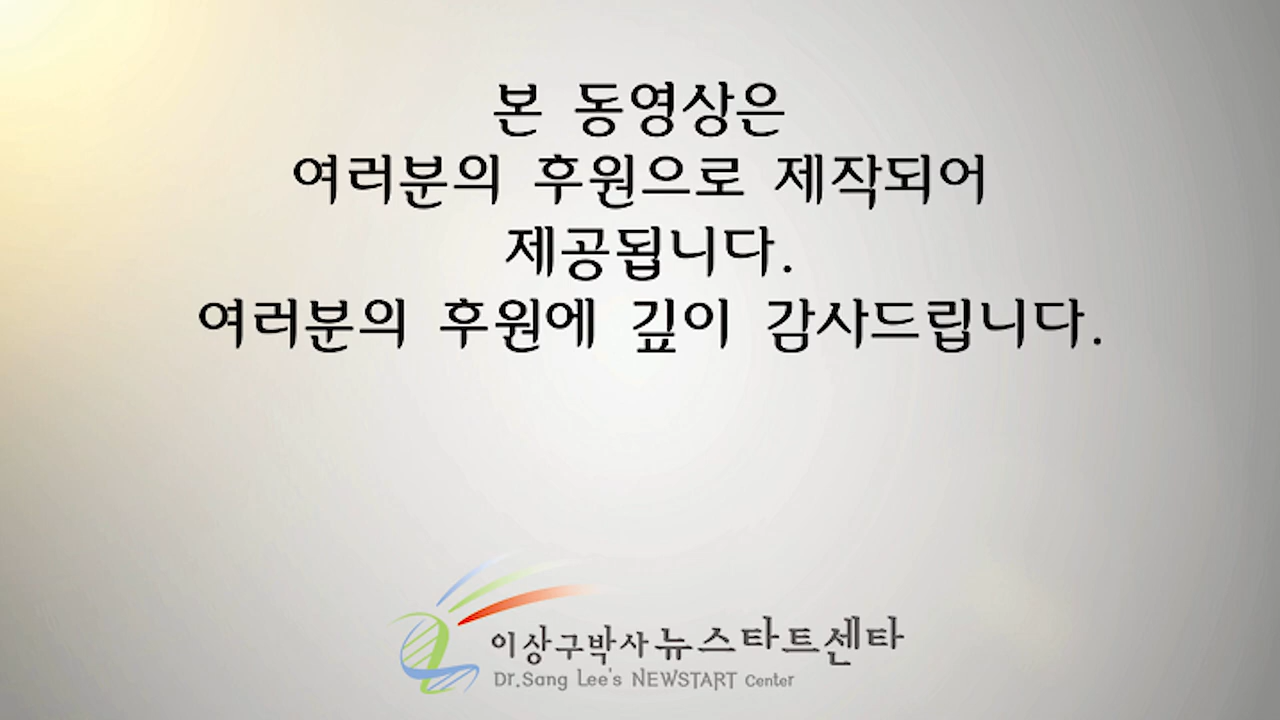 본 동영상은
여러분의 후원으로 제작되어
제공됩니다.
여러분의 후원에 깊이 감사드립니다.
이상구박사뉴스타트센타
Dr.Sang Lee's NEWSTART Center